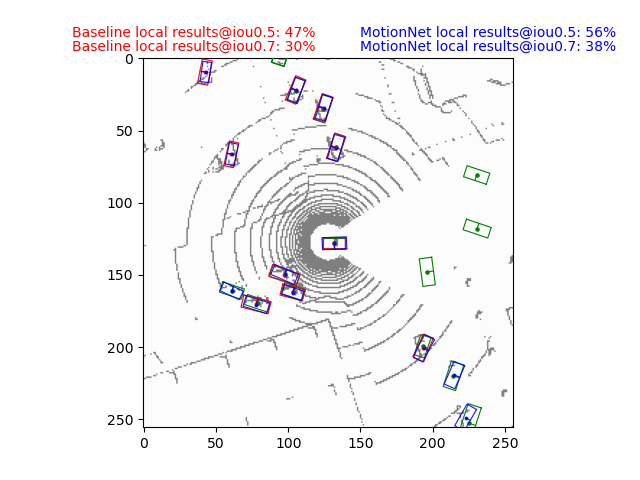 Baseline local results@iou0.5: 47% MotionNet local results@iou0.5: 56%
Baseline local results@iou0.7: 30% MotionNet local results@iou0.7: 38%
0
50
100
150
200
250
0 50 100 150 200 250